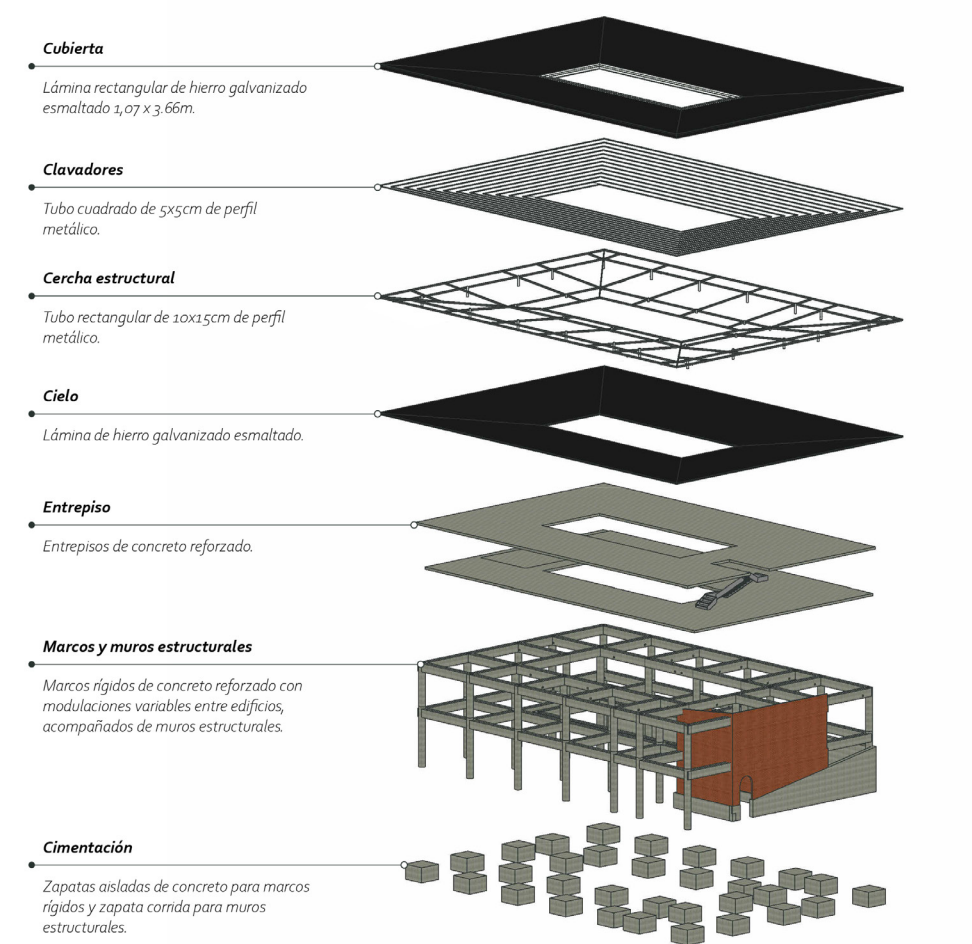 Cubierta
Lámina rectangular de hierro galvanizado
esmaltado 1,07 x 3.66m.
Clavadores
Tubo cuadrado de 5x5cm de perfil
metálico.
Cercha estructural
Tubo rectangular de 10x15cm de perfil
metálico.
Cielo
Lámina de hierro galvanizado esmaltado.
Entrepiso
Entrepisos de concreto reforzado.
Marcos y muros estructurales
Marcos rígidos de concreto reforzado con
modulaciones variables entre edificios,
acompañados de muros estructurales.
Cimentación
Zapatas aisladas de concreto para marcos
rígidos y zapata corrida para muros
estructurales.